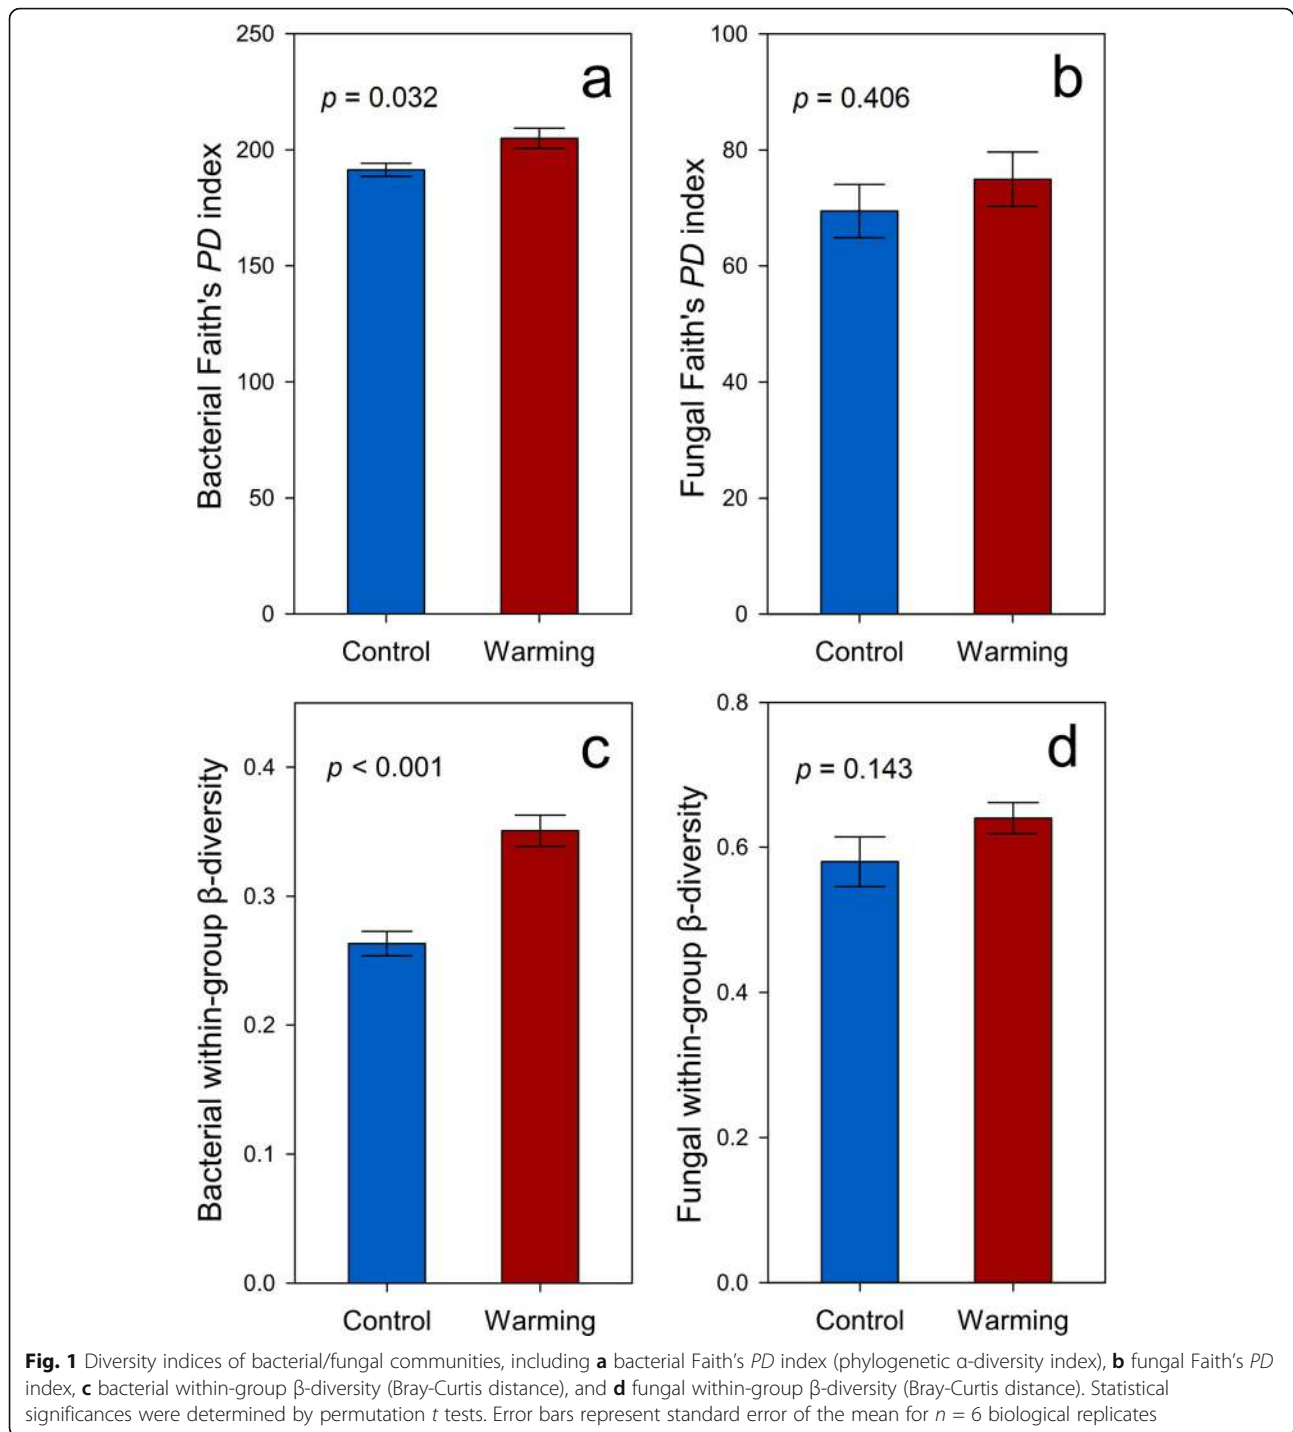 250
200
150
100
50
0
Bacterial Faith's PD index
p = 0.032
a
Control
Warming
100
80
60
40
20
0
Fungal Faith's PD index
p = 0.406
b
Control
Warming
0.4
0.3
0.2
0.1
0.0
Bacterial within-group β-diversity
p < 0.001
c
Control
Warming
0.8
0.6
0.4
0.2
0.0
Fungal within-group β-diversity
p = 0.143
d
Control
Warming
Fig. 1 Diversity indices of bacterial/fungal communities, including a bacterial Faith's PD index (phylogenetic α-diversity index), b fungal Faith's PD
index, c bacterial within-group β-diversity (Bray-Curtis distance), and d fungal within-group β-diversity (Bray-Curtis distance). Statistical
significances were determined by permutation t tests. Error bars represent standard error of the mean for n = 6 biological replicates